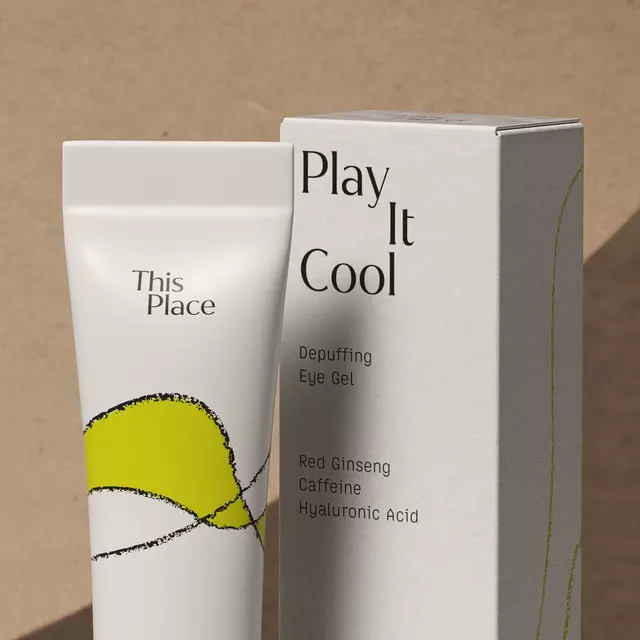 This
Place
Play
It
Cool
Depuffing
Eye Gel
Red Ginseng
Caffeine
Hyaluronic Acid